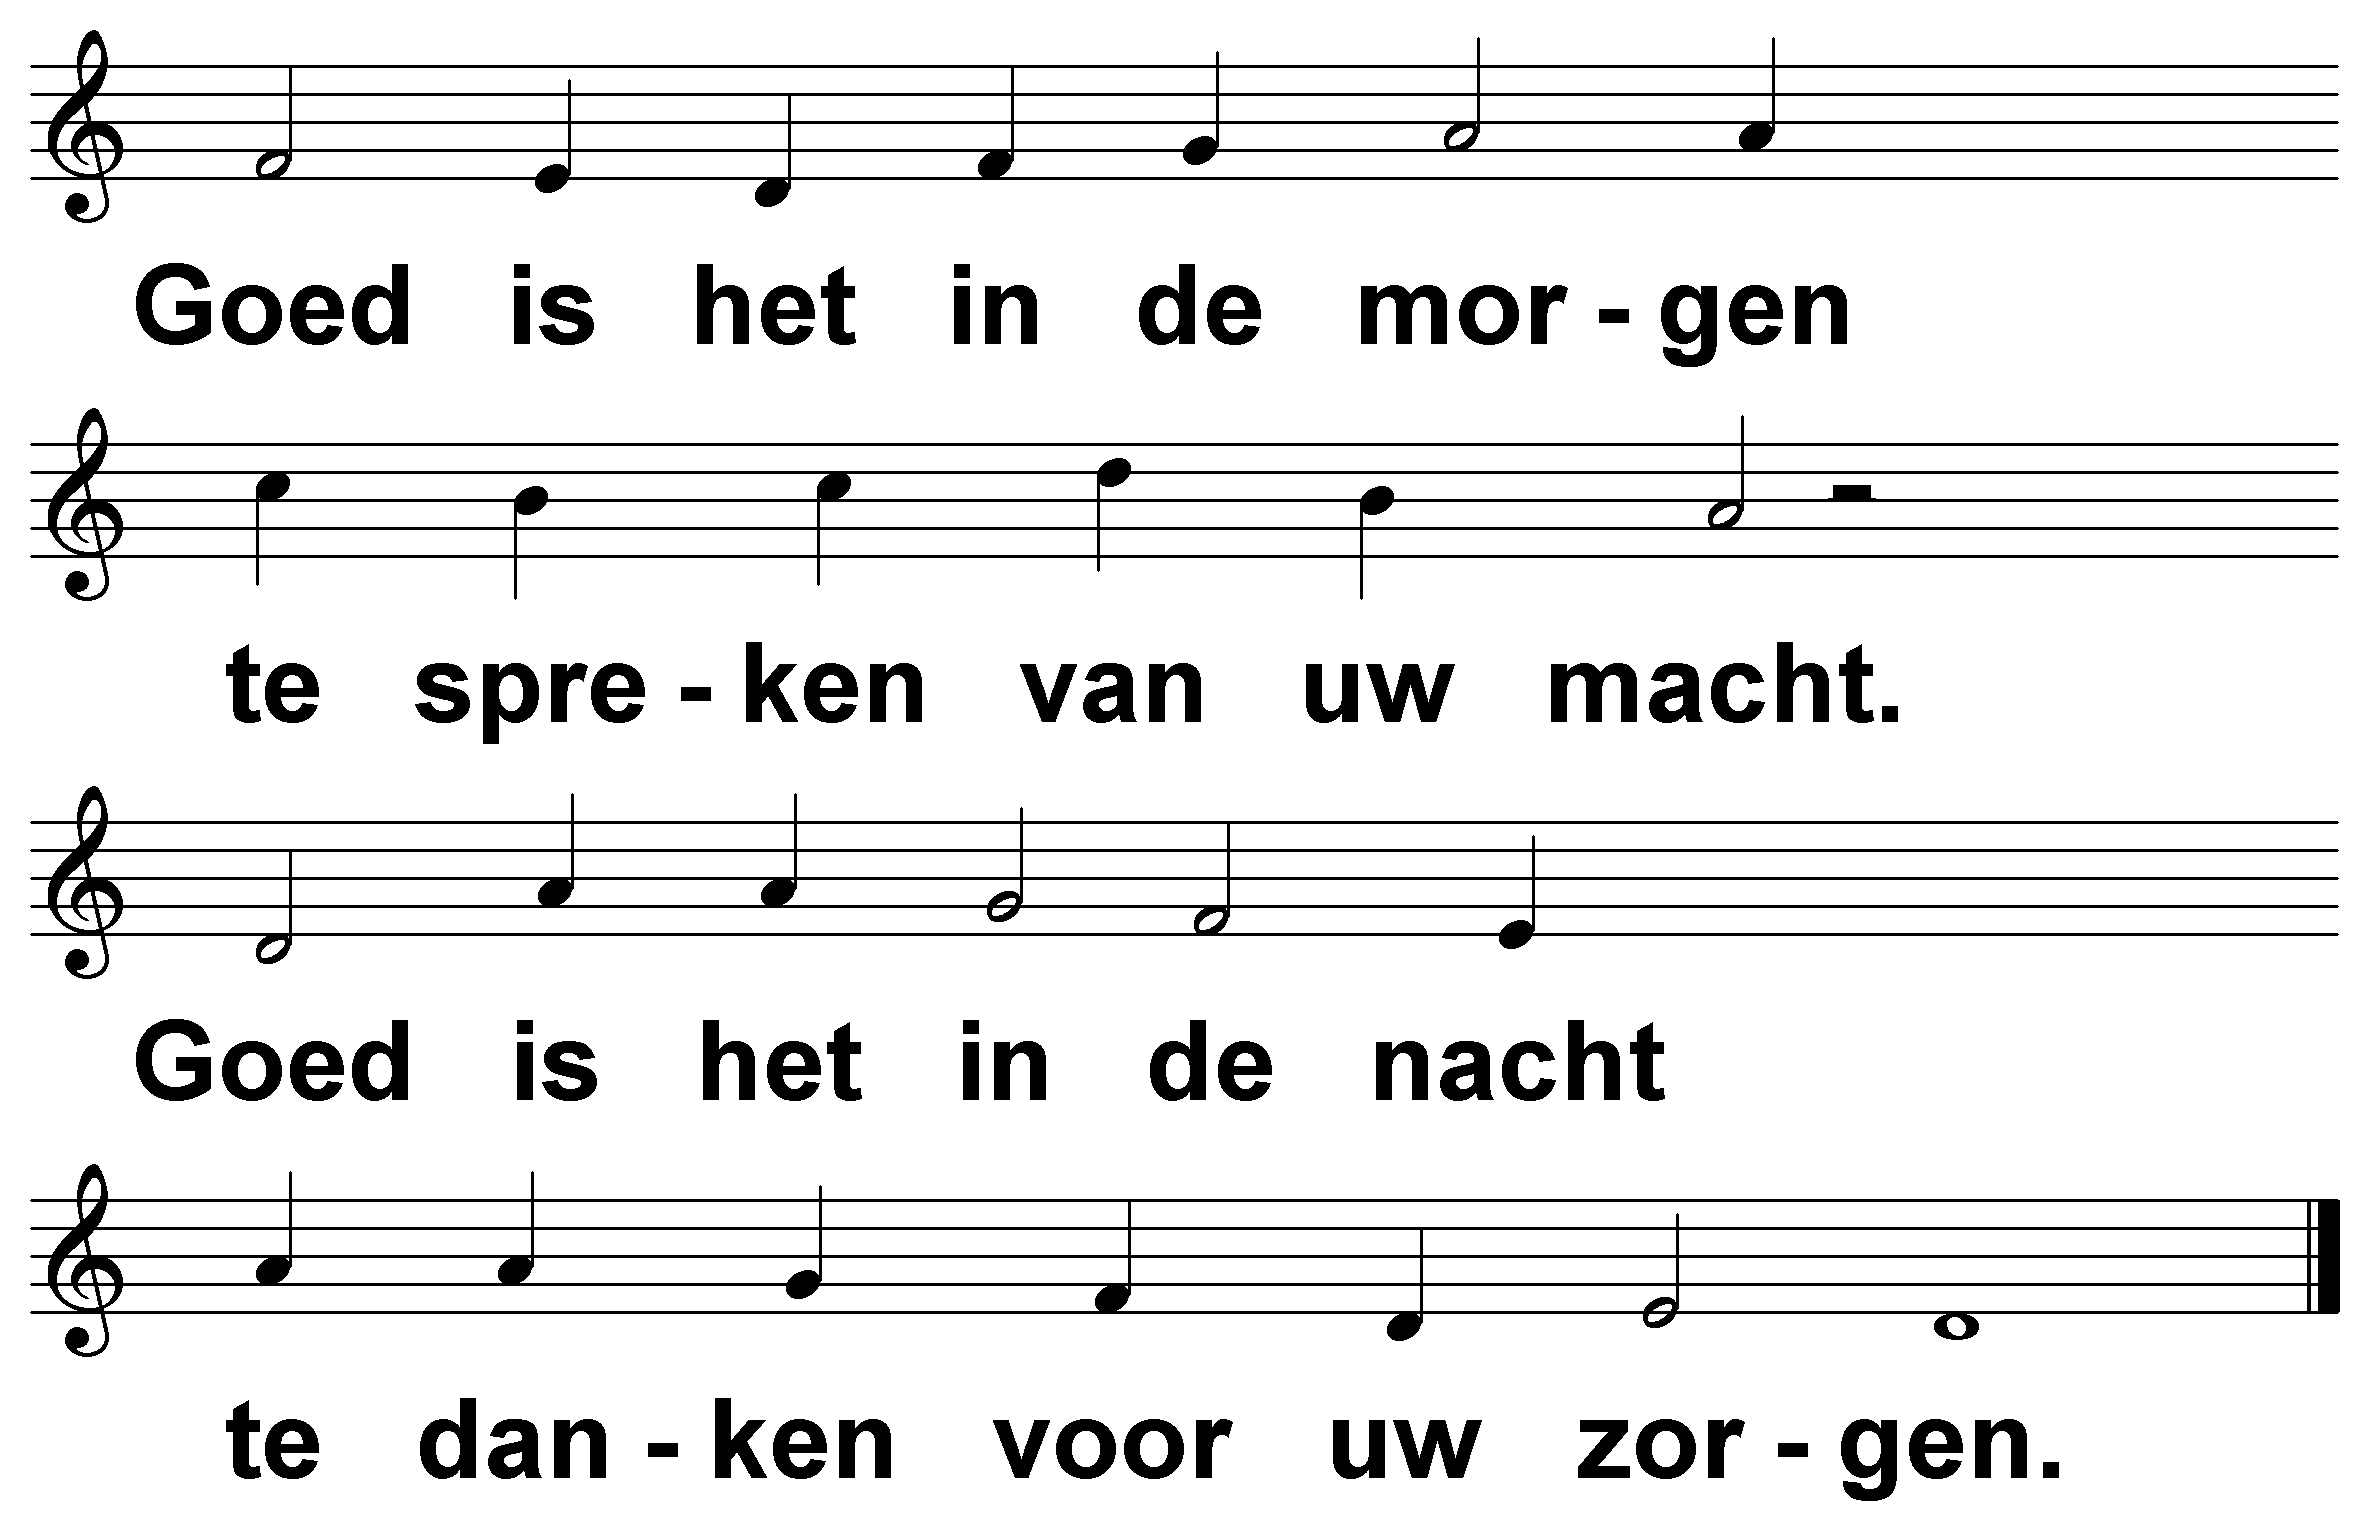 Goed is het in de mor - gen
te spre - ken van uw macht.
Goed is het in de nacht
te dan - ken voor uw zor - gen.